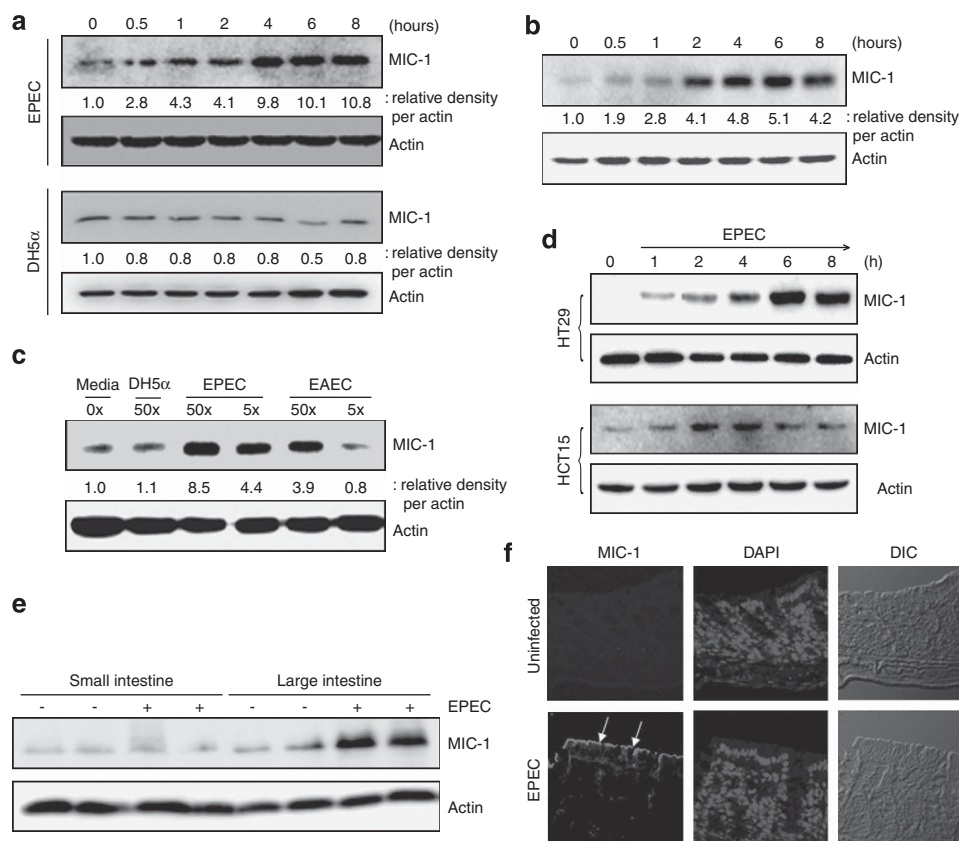 a
0 0.5 1 2 4 6 8 (hours)
EPEC
MIC-1
1.0 2.8 4.3 4.1 9.8 10.1 10.8 : relative density
per actin
Actin
DH5α
MIC-1
1.0 0.8 0.8 0.8 0.8 0.5 0.8 : relative density
per actin
Actin
b
0 0.5 1 2 4 6 8 (hours)
MIC-1
1.0 1.9 2.8 4.1 4.8 5.1 4.2 : relative density
per actin
Actin
c
Media DH5α EPEC EAEC
0x 50x 50x 5x 50x 5x
MIC-1
1.0 1.1 8.5 4.4 3.9 0.8 : relative density
per actin
Actin
d
EPEC
0 1 2 4 6 8 (h)
HT29
MIC-1
Actin
HCT15
MIC-1
Actin
e
Small intestine Large intestine
- - + + - - + + EPEC
MIC-1
Actin
f
MIC-1 DAPI DIC
Uninfected
EPEC